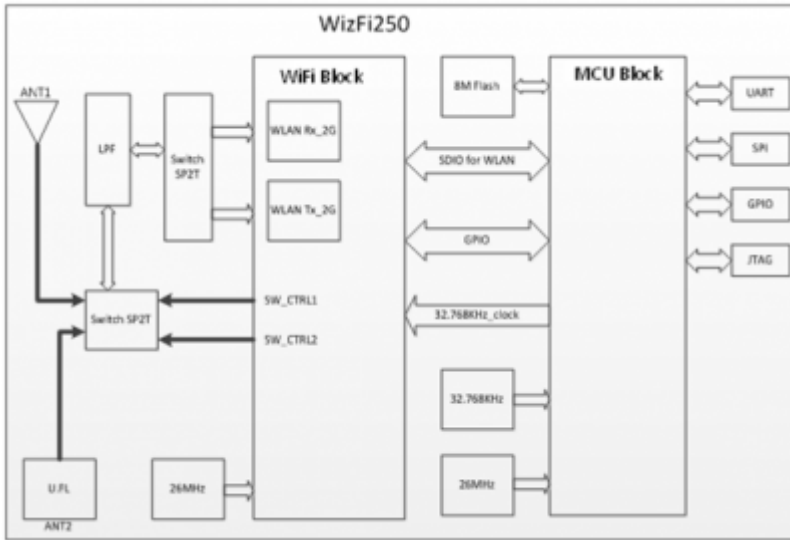 WizFi250
WiFi Block
MCU Block
ANT1
8M Flash
UART
LPF
Switch
SP2T
WLAN Rx_2G
SDIO for WLAN
SPI
WLAN Tx_2G
GPIO
GPIO
JTAG
Switch SP2T
SW_CTRL1
SW_CTRL2
32.768KHz_clock
32.768KHz
U.FL
26MHz
26MHz
ANT2